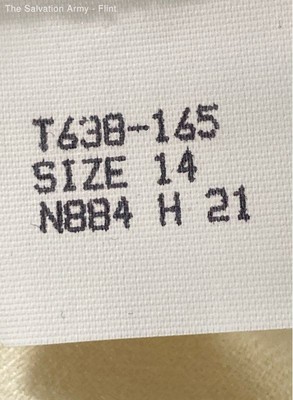 The Salvation Army - Flint
T638-165
SIZE 14
N884 H 21